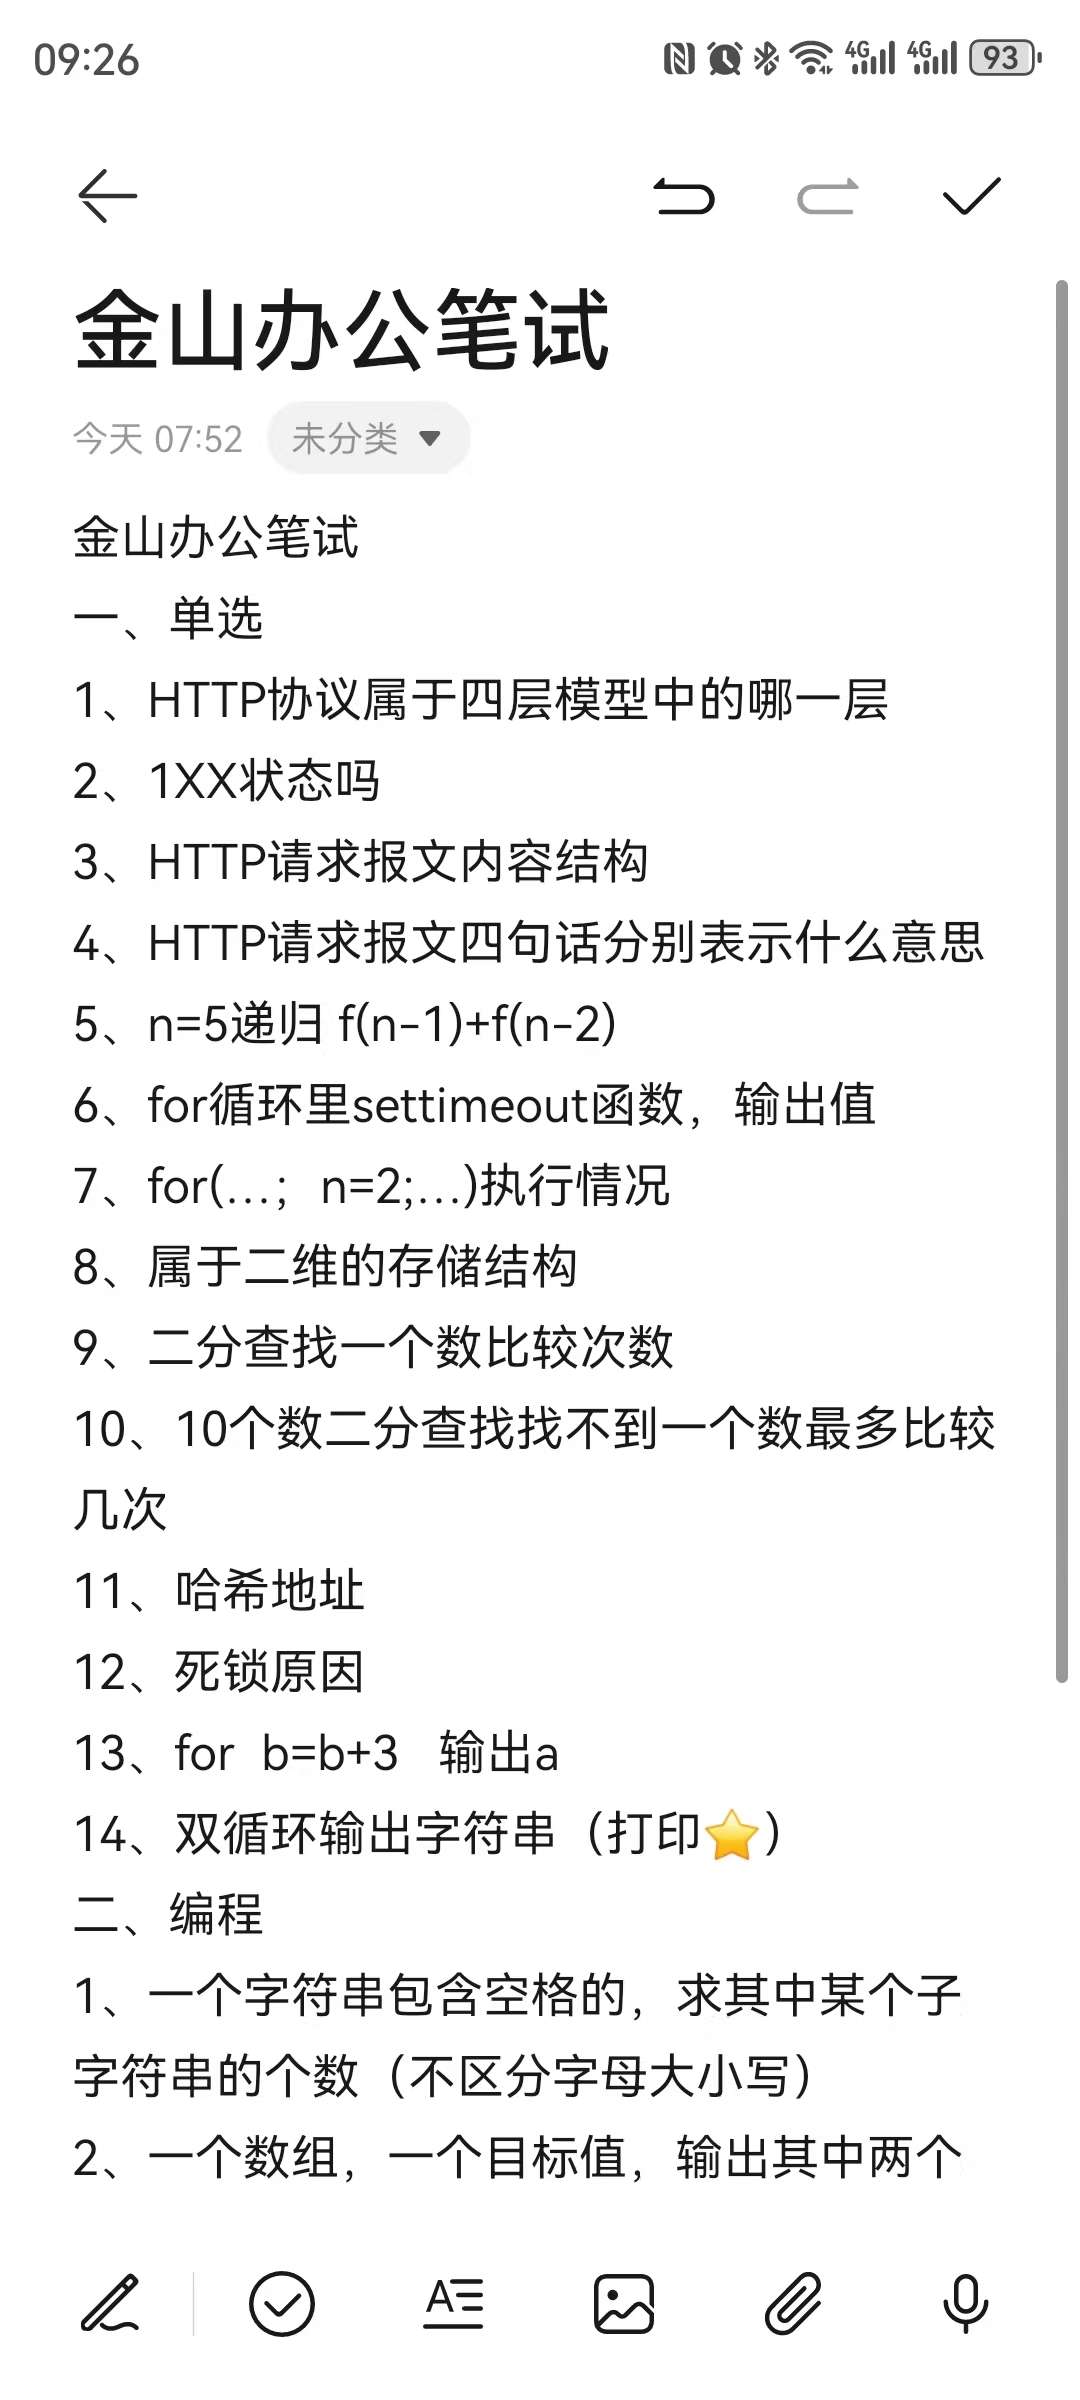 09:26
4G 4G 93
金山办公笔试
今天 07:52 未分类
金山办公笔试
一、单选
1、HTTP协议属于四层模型中的哪一层
2、1XX状态吗
3、HTTP请求报文内容结构
4、HTTP请求报文四句话分别表示什么意思
5、n=5递归 f(n-1)+f(n-2)
6、for循环里settimeout函数，输出值
7、for(...；n=2;...)执行情况
8、属于二维的存储结构
9、二分查找一个数比较次数
10、10个数二分查找找不到一个数最多比较
几次
11、哈希地址
12、死锁原因
13、for b=b+3 输出a
14、双循环输出字符串（打印⭐）
二、编程
1、一个字符串包含空格的，求其中某个子
字符串的个数（不区分字母大小写）
2、一个数组，一个目标值，输出其中两个